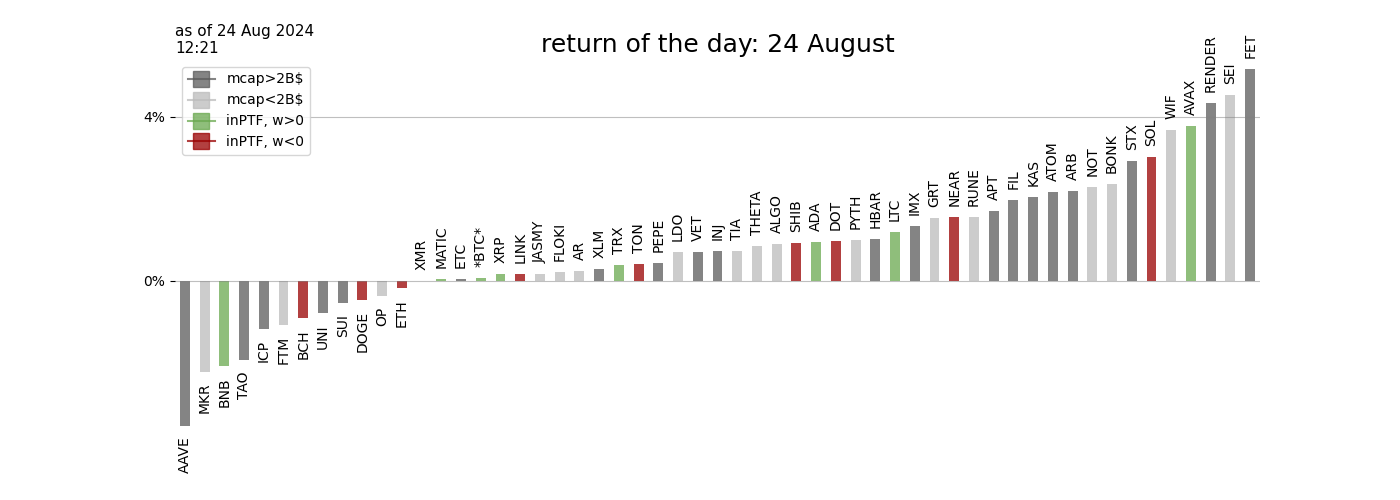 as of 24 Aug 2024
12:21
return of the day: 24 August
mcap>2B$
mcap<2B$
inPTF, w>0
inPTF, w<0
4%
0%
AAVE
MKR
BNB
TAO
ICP
FTM
BCH
UNI
SUI
DOGE
OP
ETH
XMR
MATIC
ETC
*BTC*
XRP
LINK
JASMY
FLOKI
AR
XLM
TRX
TON
PEPE
LDO
VET
INJ
TIA
THETA
ALGO
SHIB
ADA
DOT
PYTH
HBAR
LTC
IMX
GRT
NEAR
RUNE
APT
FIL
KAS
ATOM
ARB
NOT
BONK
STX
SOL
WIF
AVAX
RENDER
SEI
FET